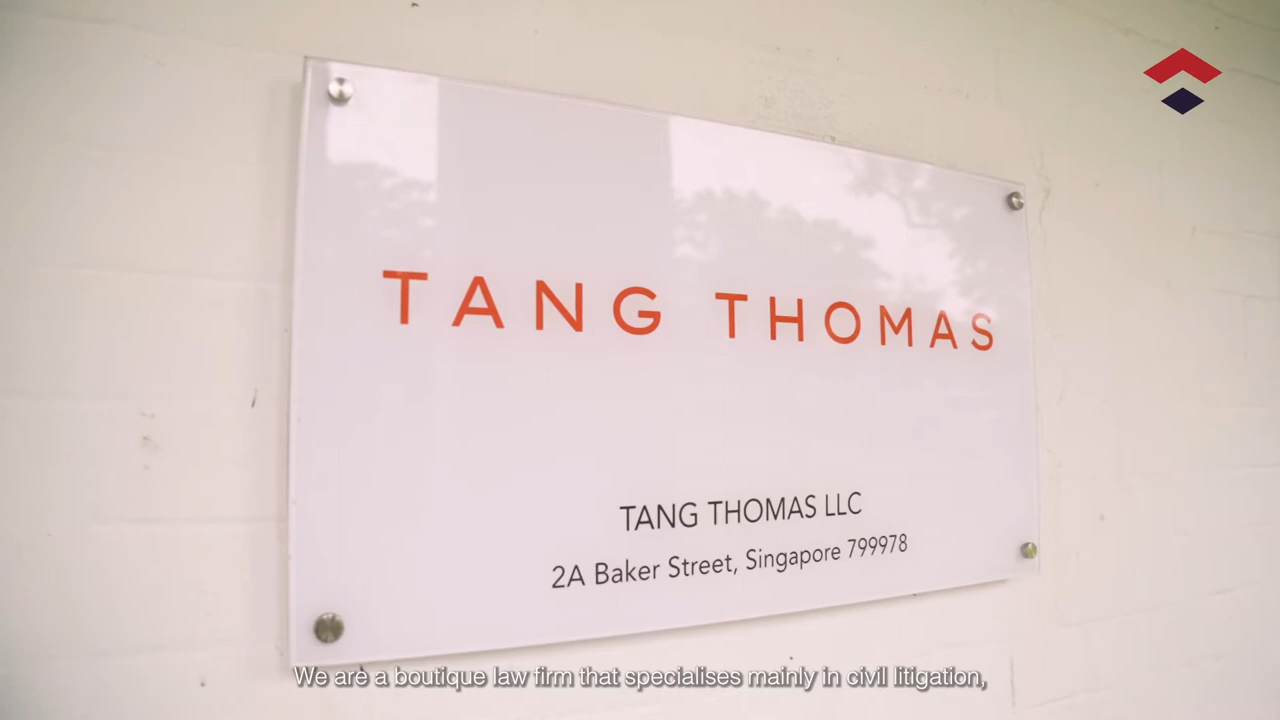 TANG THOMAS
TANG THOMAS LLC
2A Baker Street, Singapore 799978
We are a boutique law firm that specialises mainly in civil litigation,